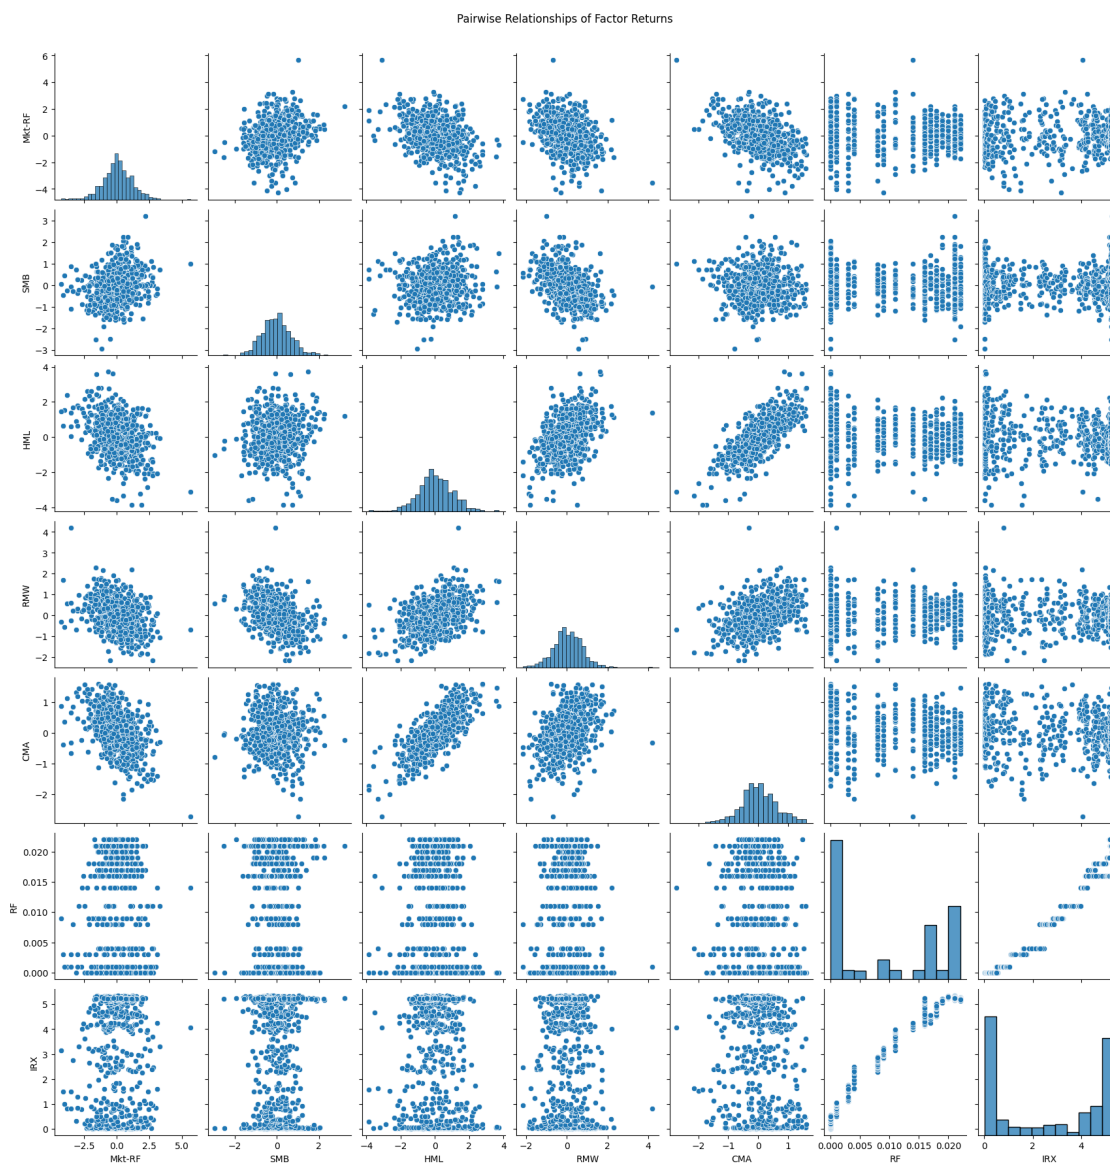 Pairwise Relationships of Factor Returns
6
4
2
0
−2
−4
Mkt-RF
3
2
1
0
−1
−2
−3
SMB
4
2
0
−2
−4
HML
4
3
2
1
0
−1
−2
RMW
1
0
−1
−2
CMA
0.020
0.015
0.010
0.005
0.000
RF
5
4
3
2
1
0
IRX
−2.5 0.0 2.5 5.0
−2 0 2
−4 −2 0 2 4
−2 0 2 4
−2 −1 0 1
0.000 0.005 0.010 0.015 0.020
0 2 4
Mkt-RF SMB HML RMW CMA RF IRX